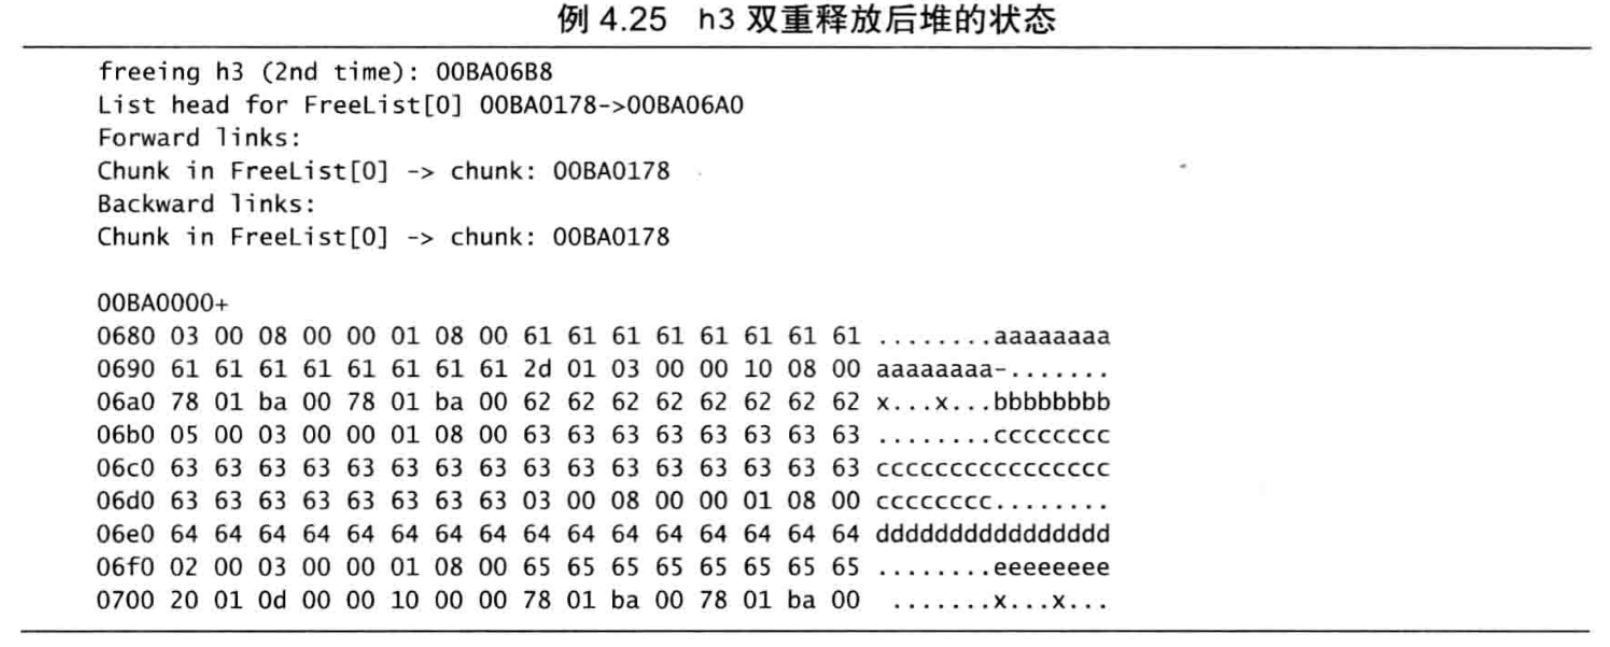 例 4.25 h3 双重释放后堆的状态
freeing h3 (2nd time): 00BA06B8
List head for FreeList[0] 00BA0178->00BA06A0
Forward links:
Chunk in FreeList[0] -> chunk: 00BA0178
Backward links:
Chunk in FreeList[0] -> chunk: 00BA0178
00BA0000+
0680 03 00 08 00 00 01 08 00 61 61 61 61 61 61 61 61 ........aaaaaaaa
0690 61 61 61 61 61 61 61 61 2d 01 03 00 00 10 08 00 aaaaaaaa-.......
06a0 78 01 ba 00 78 01 ba 00 62 62 62 62 62 62 62 62 x...x...bbbbbbbb
06b0 05 00 03 00 00 01 08 00 63 63 63 63 63 63 63 63 ........cccccccc
06c0 63 63 63 63 63 63 63 63 63 63 63 63 63 63 63 63 cccccccccccccccc
06d0 63 63 63 63 63 63 63 63 03 00 08 00 00 01 08 00 cccccccc........
06e0 64 64 64 64 64 64 64 64 64 64 64 64 64 64 64 64 dddddddddddddddd
06f0 02 00 03 00 00 01 08 00 65 65 65 65 65 65 65 65 ........eeeeeeee
0700 20 01 0d 00 00 10 00 00 78 01 ba 00 78 01 ba 00 .......x...x...